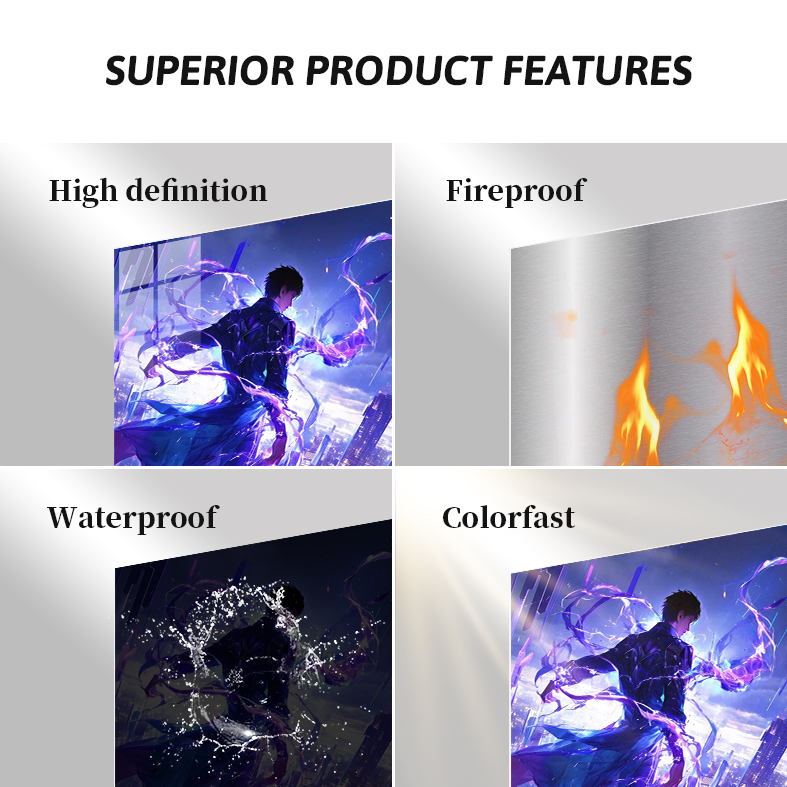 SUPERIOR PRODUCT FEATURES
High definition
Fireproof
Waterproof
Colorfast